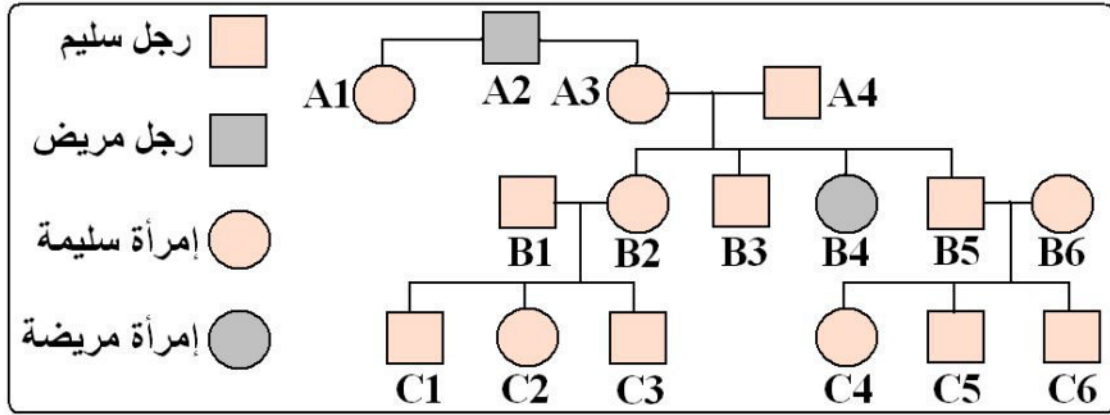 رجل سليم
رجل مريض
إمرأة سليمة
إمرأة مريضة
A1 A2 A3 A4
B1 B2 B3 B4 B5 B6
C1 C2 C3 C4 C5 C6